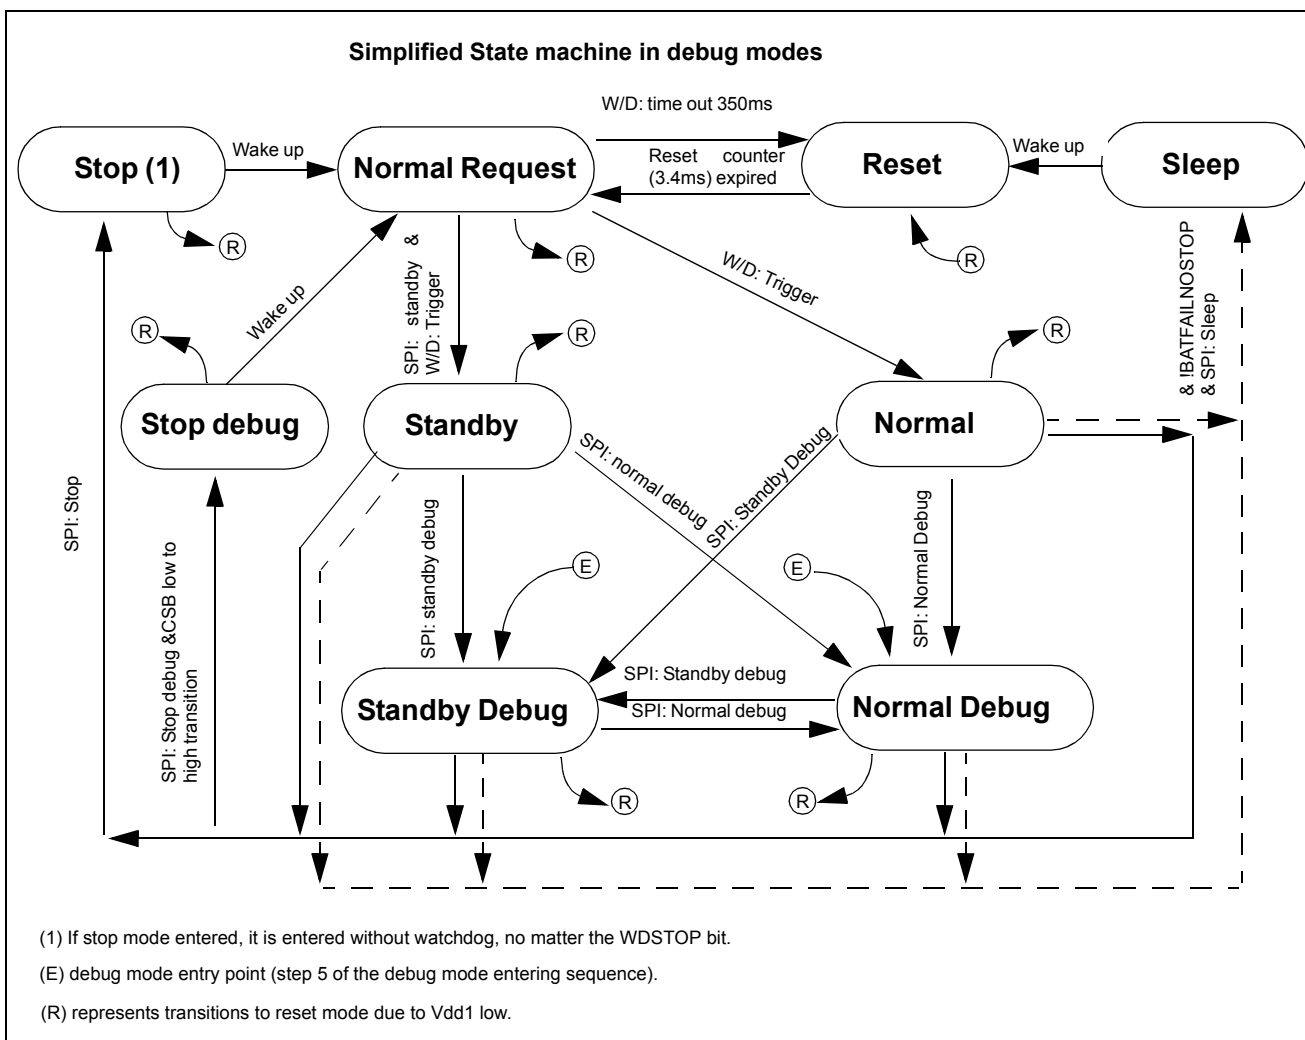 Simplified State machine in debug modes
W/D: time out 350ms
Stop (1)
Wake up
Normal Request
Reset counter
(3.4ms) expired
Reset
Wake up
Sleep
R
R
R
SPI: standby &
W/D: Trigger
W/D: Trigger
& !BATFAILNOSTOP
& SPI: Sleep
Wake up
R
R
R
Stop debug
Standby
Normal
SPI: Stop
SPI: Stop debug &CSB low to
high transition
SPI: standby debug
SPI: normal debug
SPI: Standby Debug
SPI: Normal Debug
E
E
Standby Debug
SPI: Standby debug
SPI: Normal debug
Normal Debug
R
R
(1) If stop mode entered, it is entered without watchdog, no matter the WDSTOP bit.
(E) debug mode entry point (step 5 of the debug mode entering sequence).
(R) represents transitions to reset mode due to Vdd1 low.